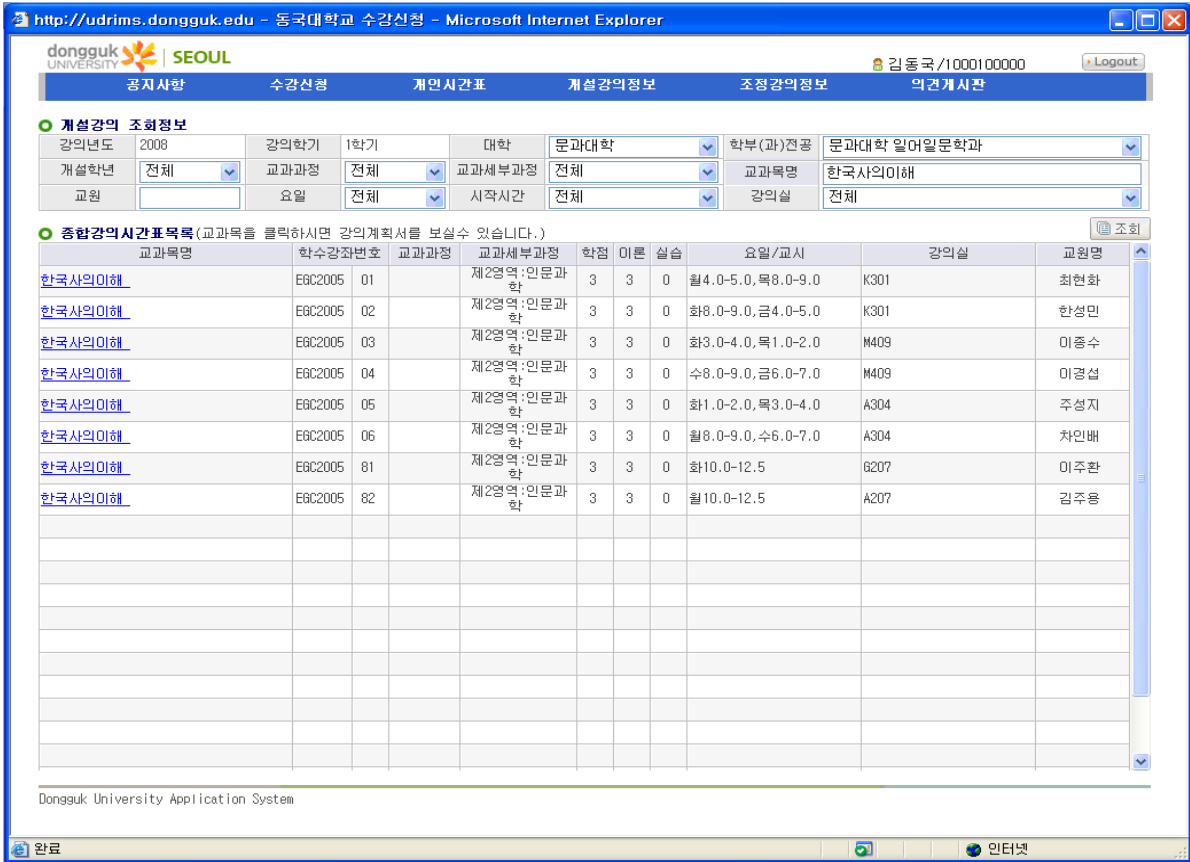 http://udrims.dongguk.edu - 동국대학교 수강신청 - Microsoft Internet Explorer
dongguk UNIVERSITY SEOUL
김동국/1000100000 Logout
공지사항 수강신청 개인시간표 개설강의정보 조정강의정보 의견게시판
개설강의 조회정보
강의년도 2008 강의학기 1학기 대학 문과대학 학부(과)전공 문과대학 일어일문학과
개설학년 전체 교과과정 전체 교과세부과정 전체 교과목명 한국사의이해
교원 요일 전체 시작시간 전체 강의실 전체
종합강의시간표목록(교과목을 클릭하시면 강의계획서를 보실수 있습니다.) 조회
교과목명 학수강좌번호 교과과정 교과세부과정 학점 이론 실습 요일/교시 강의실 교원명
한국사의이해 EGC2005 01 제2영역:인문과학 3 3 0 월4.0-5.0,목8.0-9.0 K301 최현화
한국사의이해 EGC2005 02 제2영역:인문과학 3 3 0 화8.0-9.0,금4.0-5.0 K301 한성민
한국사의이해 EGC2005 03 제2영역:인문과학 3 3 0 화3.0-4.0,목1.0-2.0 M409 이종수
한국사의이해 EGC2005 04 제2영역:인문과학 3 3 0 수8.0-9.0,금6.0-7.0 M409 이경섭
한국사의이해 EGC2005 05 제2영역:인문과학 3 3 0 화1.0-2.0,목3.0-4.0 A304 주성지
한국사의이해 EGC2005 06 제2영역:인문과학 3 3 0 월8.0-9.0,수6.0-7.0 A304 차인배
한국사의이해 EGC2005 81 제2영역:인문과학 3 3 0 화10.0-12.5 G207 이주환
한국사의이해 EGC2005 82 제2영역:인문과학 3 3 0 월10.0-12.5 A207 김주용
Dongguk University Application System
완료 인터넷